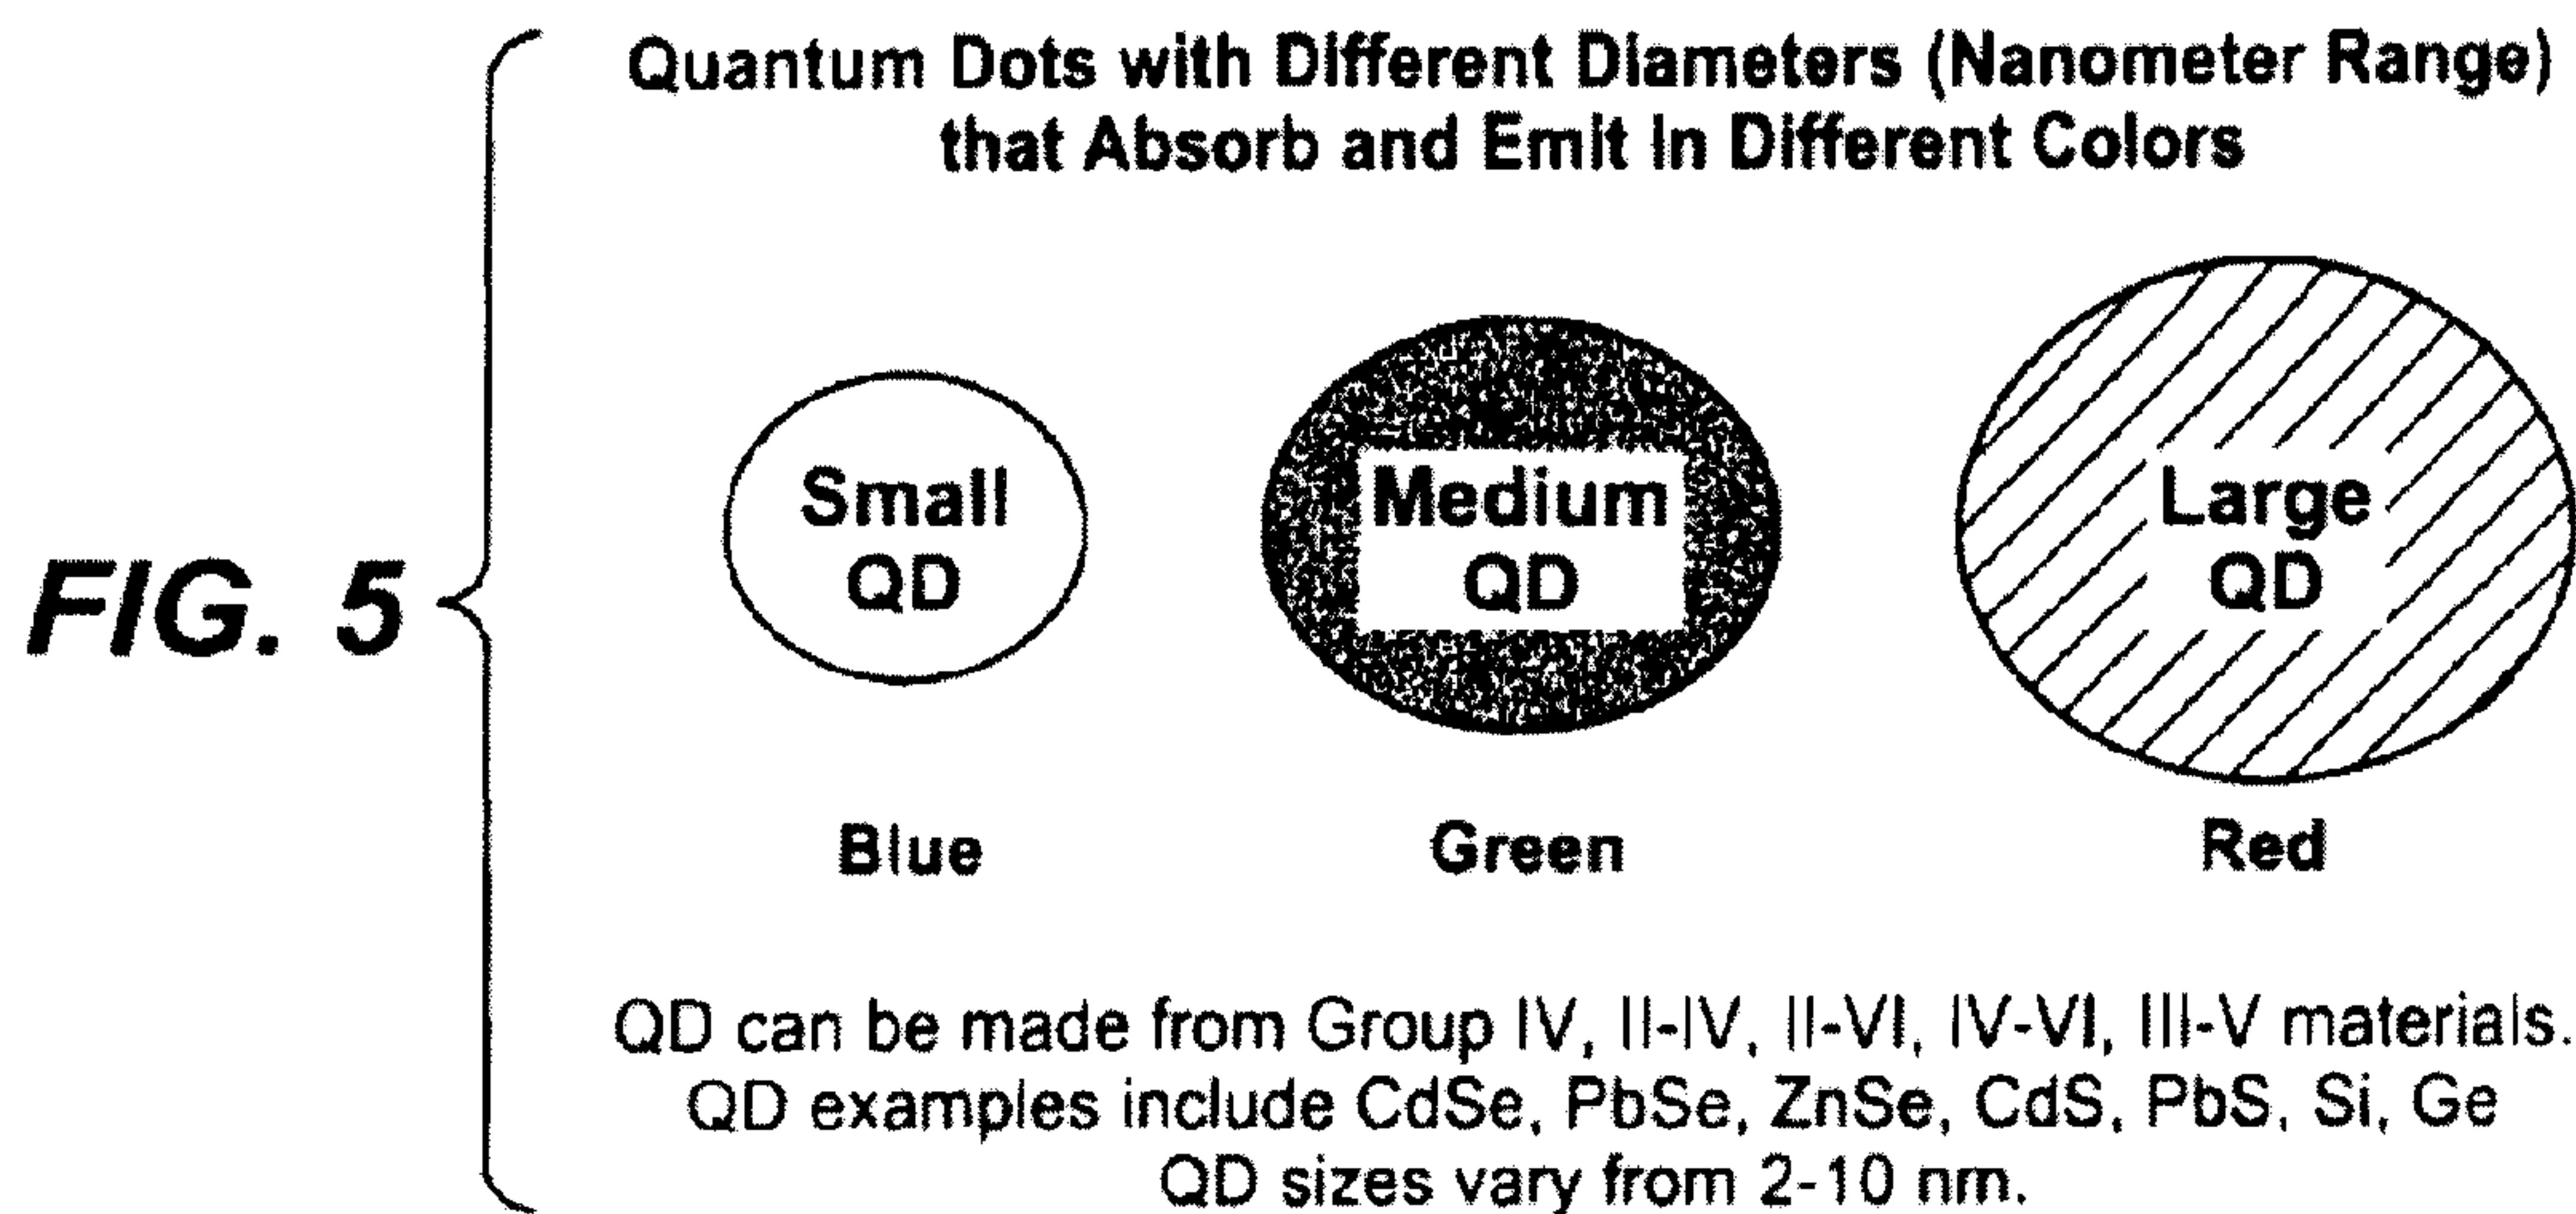 Quantum Dots with Different Diameters (Nanometer Range)
that Absorb and Emit In Different Colors
Small
QD
Medium
QD
Large
QD
FIG. 5
Blue
Green
Red
QD can be made from Group IV, II-IV, II-VI, IV-VI, III-V materials.
QD examples include CdSe, PbSe, ZnSe, CdS, PbS, Si, Ge
QD sizes vary from 2-10 nm.